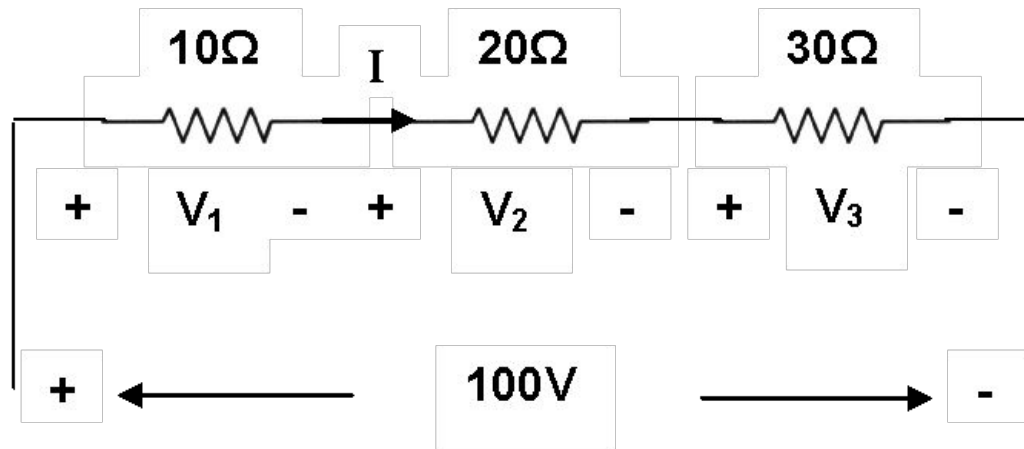 10Ω 20Ω 30Ω
I
+ V₁ - + V₂ - + V₃ -
+ 100V -